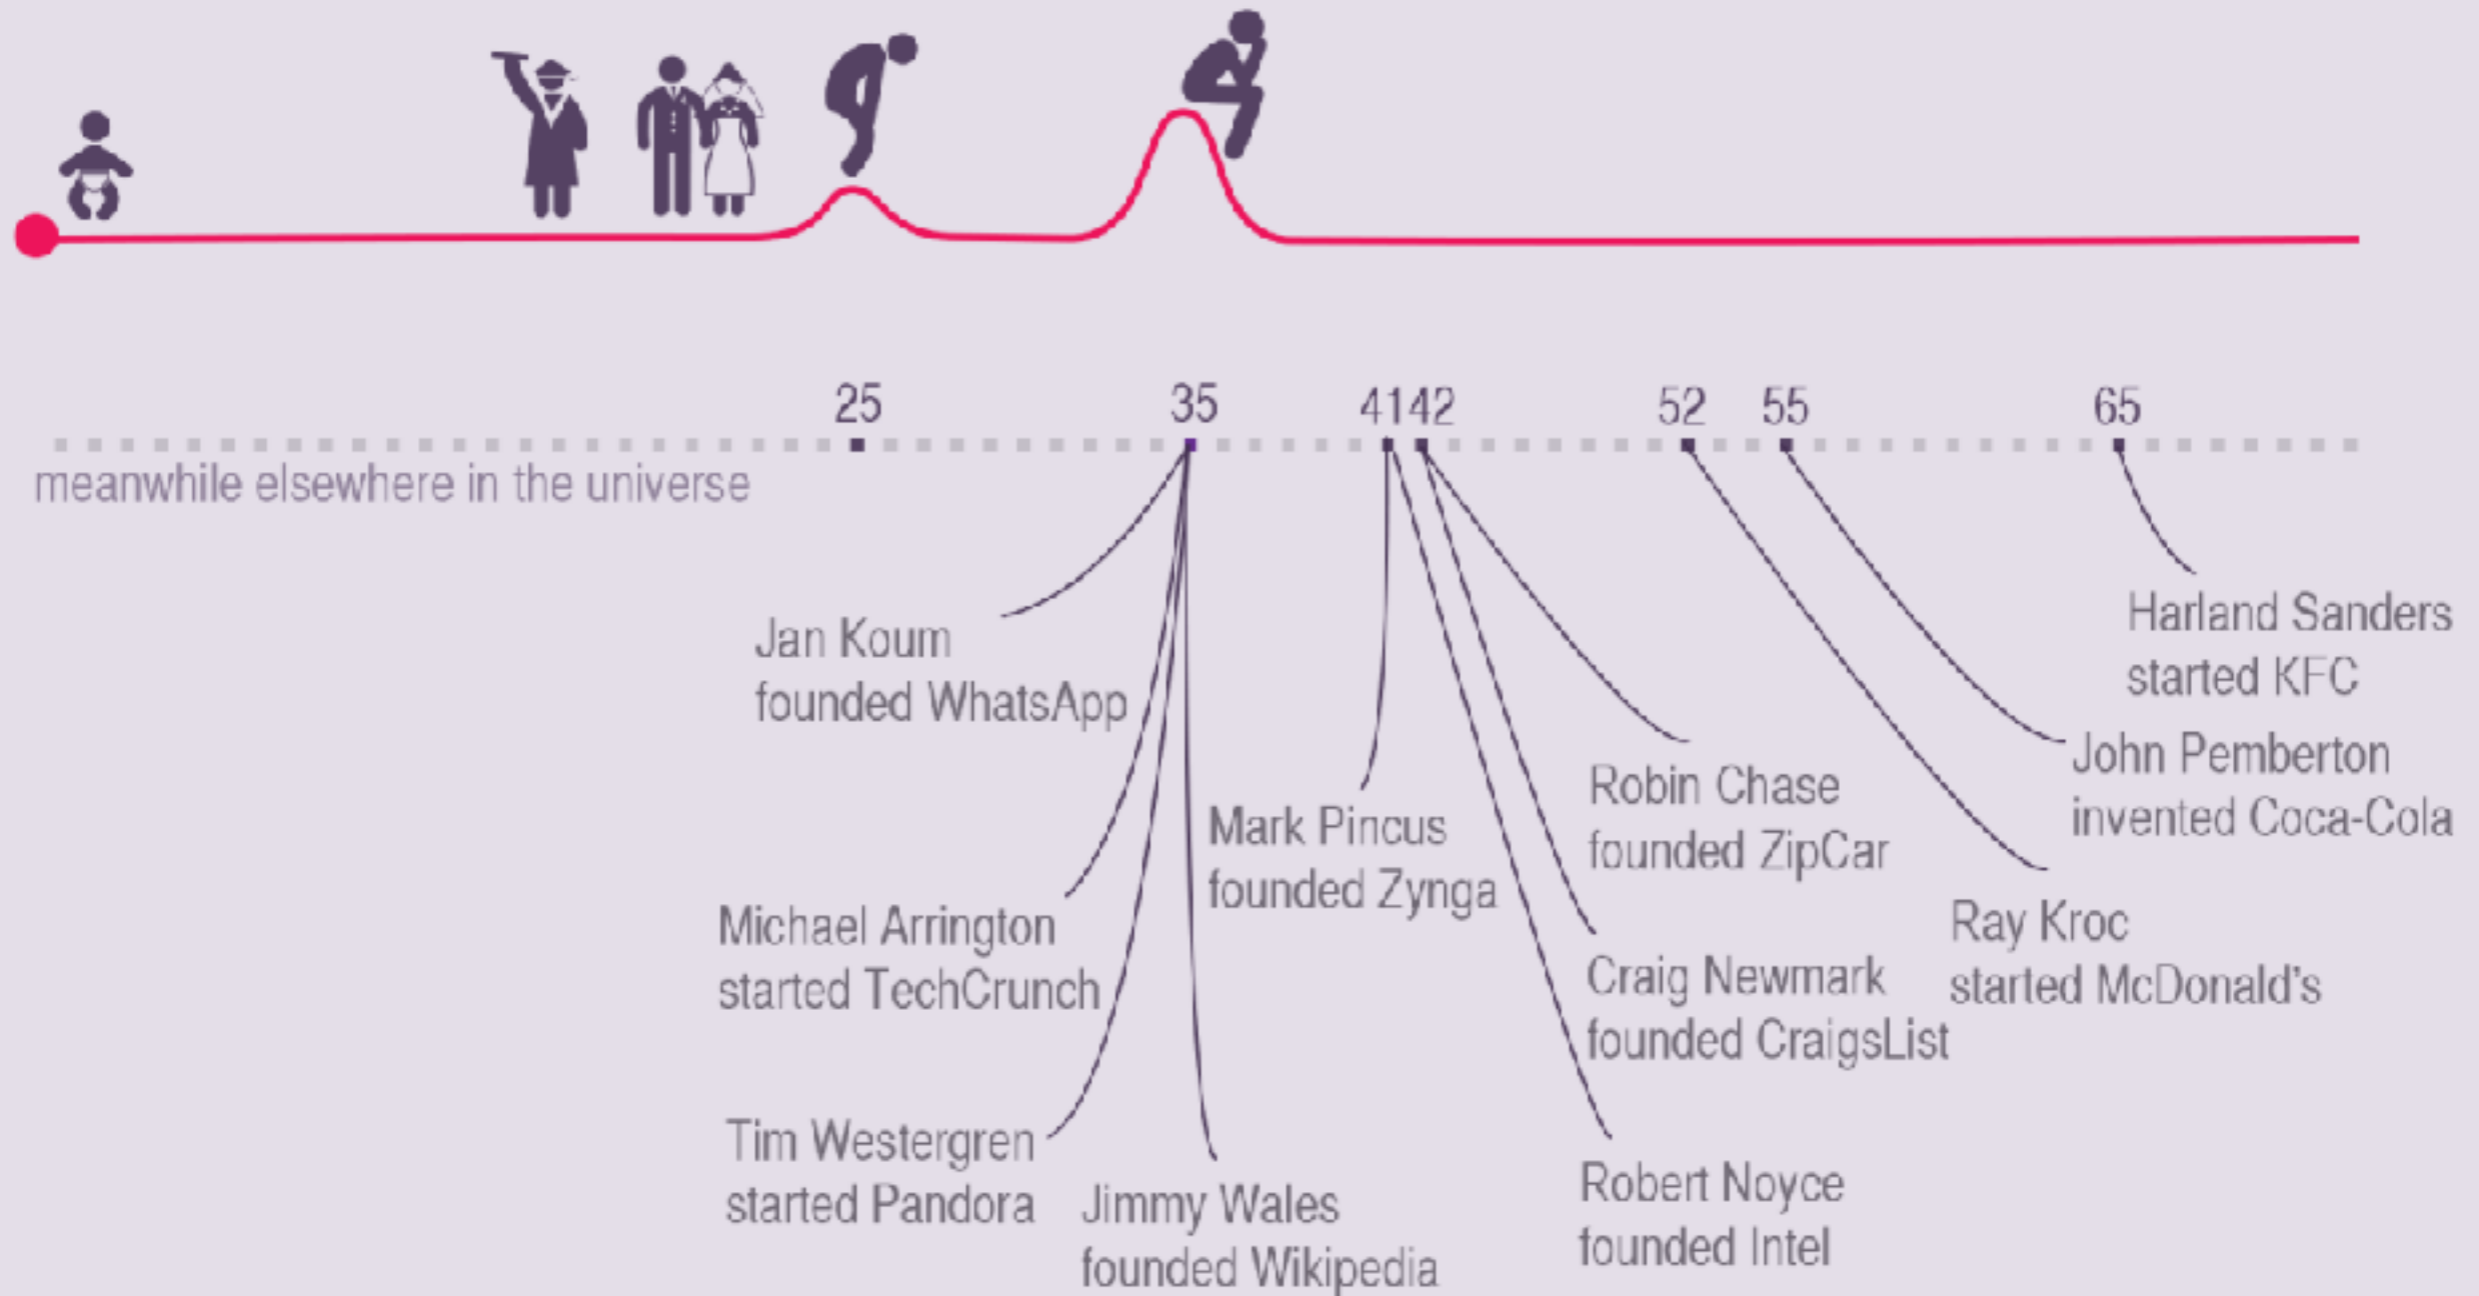 25 35 41 42 52 55 65
meanwhile elsewhere in the universe
Jan Koum
founded WhatsApp
Michael Arrington
started TechCrunch
Tim Westergren
started Pandora
Jimmy Wales
founded Wikipedia
Mark Pincus
founded Zynga
Robin Chase
founded ZipCar
Craig Newmark
founded CraigsList
Robert Noyce
founded Intel
Ray Kroc
started McDonald's
John Pemberton
invented Coca-Cola
Harland Sanders
started KFC